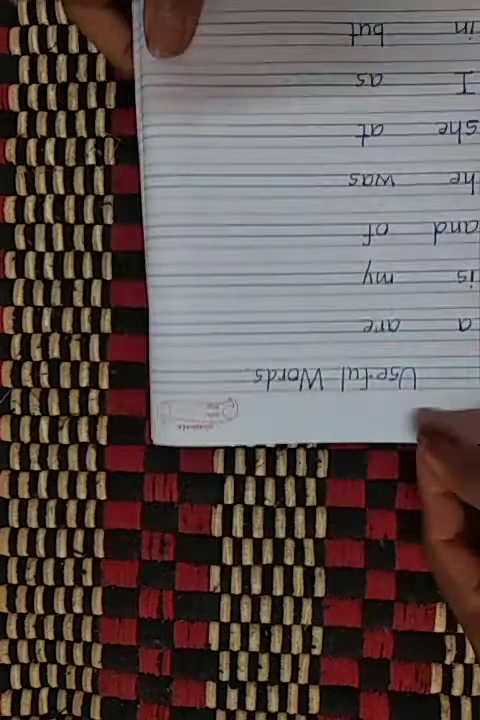 Useful Words
a are
is my
and of
he was
she at
I as
in but